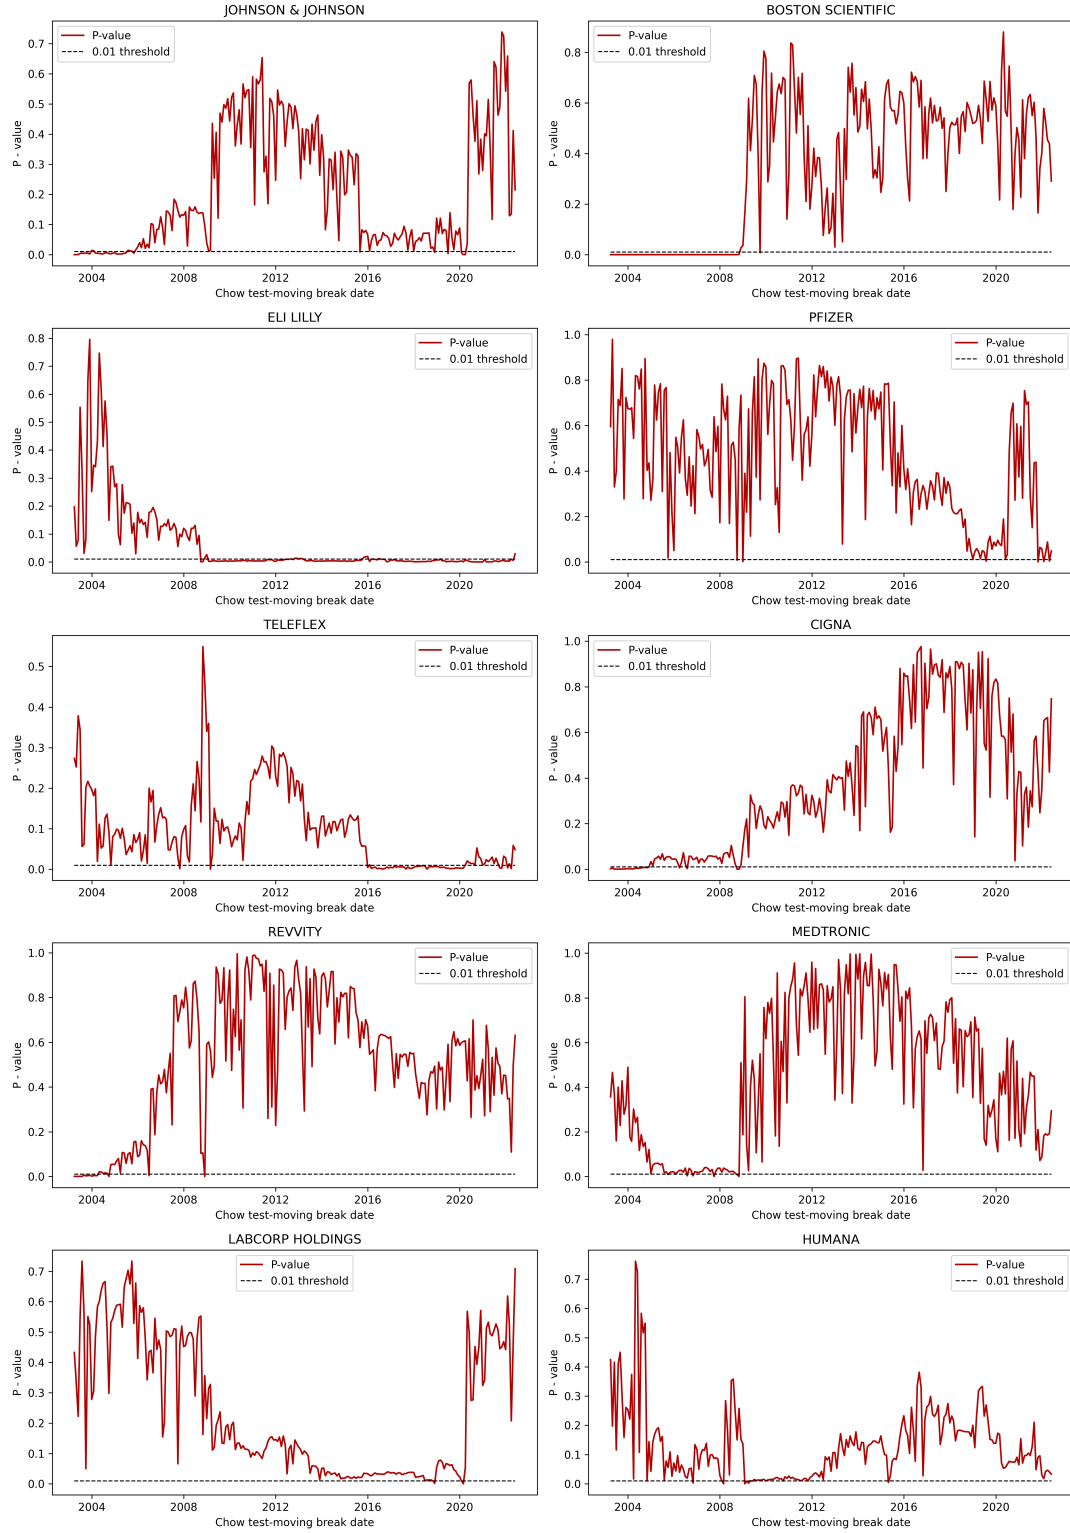 JOHNSON & JOHNSON
P-value
0.01 threshold
P - value
0.7
0.6
0.5
0.4
0.3
0.2
0.1
0.0
2004 2008 2012 2016 2020
Chow test-moving break date
BOSTON SCIENTIFIC
P-value
0.01 threshold
P - value
0.8
0.6
0.4
0.2
0.0
2004 2008 2012 2016 2020
Chow test-moving break date
ELI LILLY
P-value
0.01 threshold
P - value
0.8
0.7
0.6
0.5
0.4
0.3
0.2
0.1
0.0
2004 2008 2012 2016 2020
Chow test-moving break date
PFIZER
P-value
0.01 threshold
P - value
1.0
0.8
0.6
0.4
0.2
0.0
2004 2008 2012 2016 2020
Chow test-moving break date
TELEFLEX
P-value
0.01 threshold
P - value
0.5
0.4
0.3
0.2
0.1
0.0
2004 2008 2012 2016 2020
Chow test-moving break date
CIGNA
P-value
0.01 threshold
P - value
1.0
0.8
0.6
0.4
0.2
0.0
2004 2008 2012 2016 2020
Chow test-moving break date
REVVITY
P-value
0.01 threshold
P - value
1.0
0.8
0.6
0.4
0.2
0.0
2004 2008 2012 2016 2020
Chow test-moving break date
MEDTRONIC
P-value
0.01 threshold
P - value
1.0
0.8
0.6
0.4
0.2
0.0
2004 2008 2012 2016 2020
Chow test-moving break date
LABCORP HOLDINGS
P-value
0.01 threshold
P - value
0.7
0.6
0.5
0.4
0.3
0.2
0.1
0.0
2004 2008 2012 2016 2020
Chow test-moving break date
HUMANA
P-value
0.01 threshold
P - value
0.7
0.6
0.5
0.4
0.3
0.2
0.1
0.0
2004 2008 2012 2016 2020
Chow test-moving break date